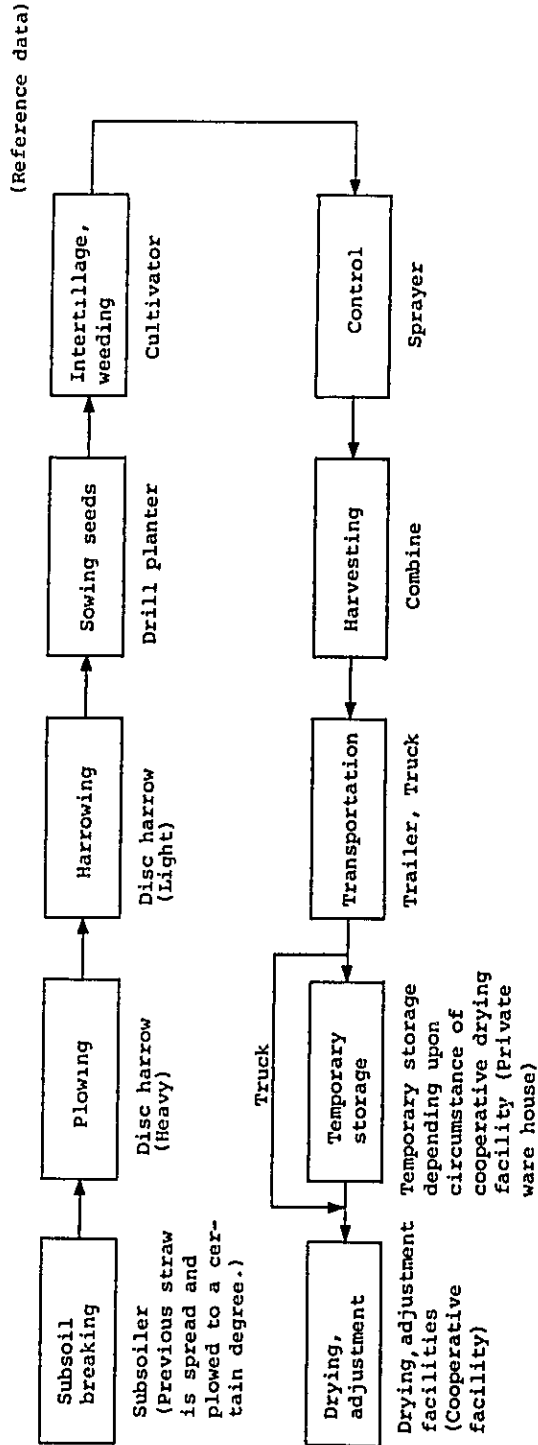 (Reference data)
Subsoil
breaking
Subsoiler
(Previous straw
is spread and
plowed to a cer-
tain degree.)
Plowing
Disc harrow
(Heavy)
Harrowing
Disc harrow
(Light)
Sowing seeds
Drill planter
Intertillage,
weeding
Cultivator
Control
Sprayer
Harvesting
Combine
Transportation
Trailer, Truck
Truck
Temporary
storage
Temporary storage
depending upon
circumstance of
cooperative drying
facility (Private
ware house)
Drying,
adjustment
Drying, adjustment
facilities
(Cooperative
facility)